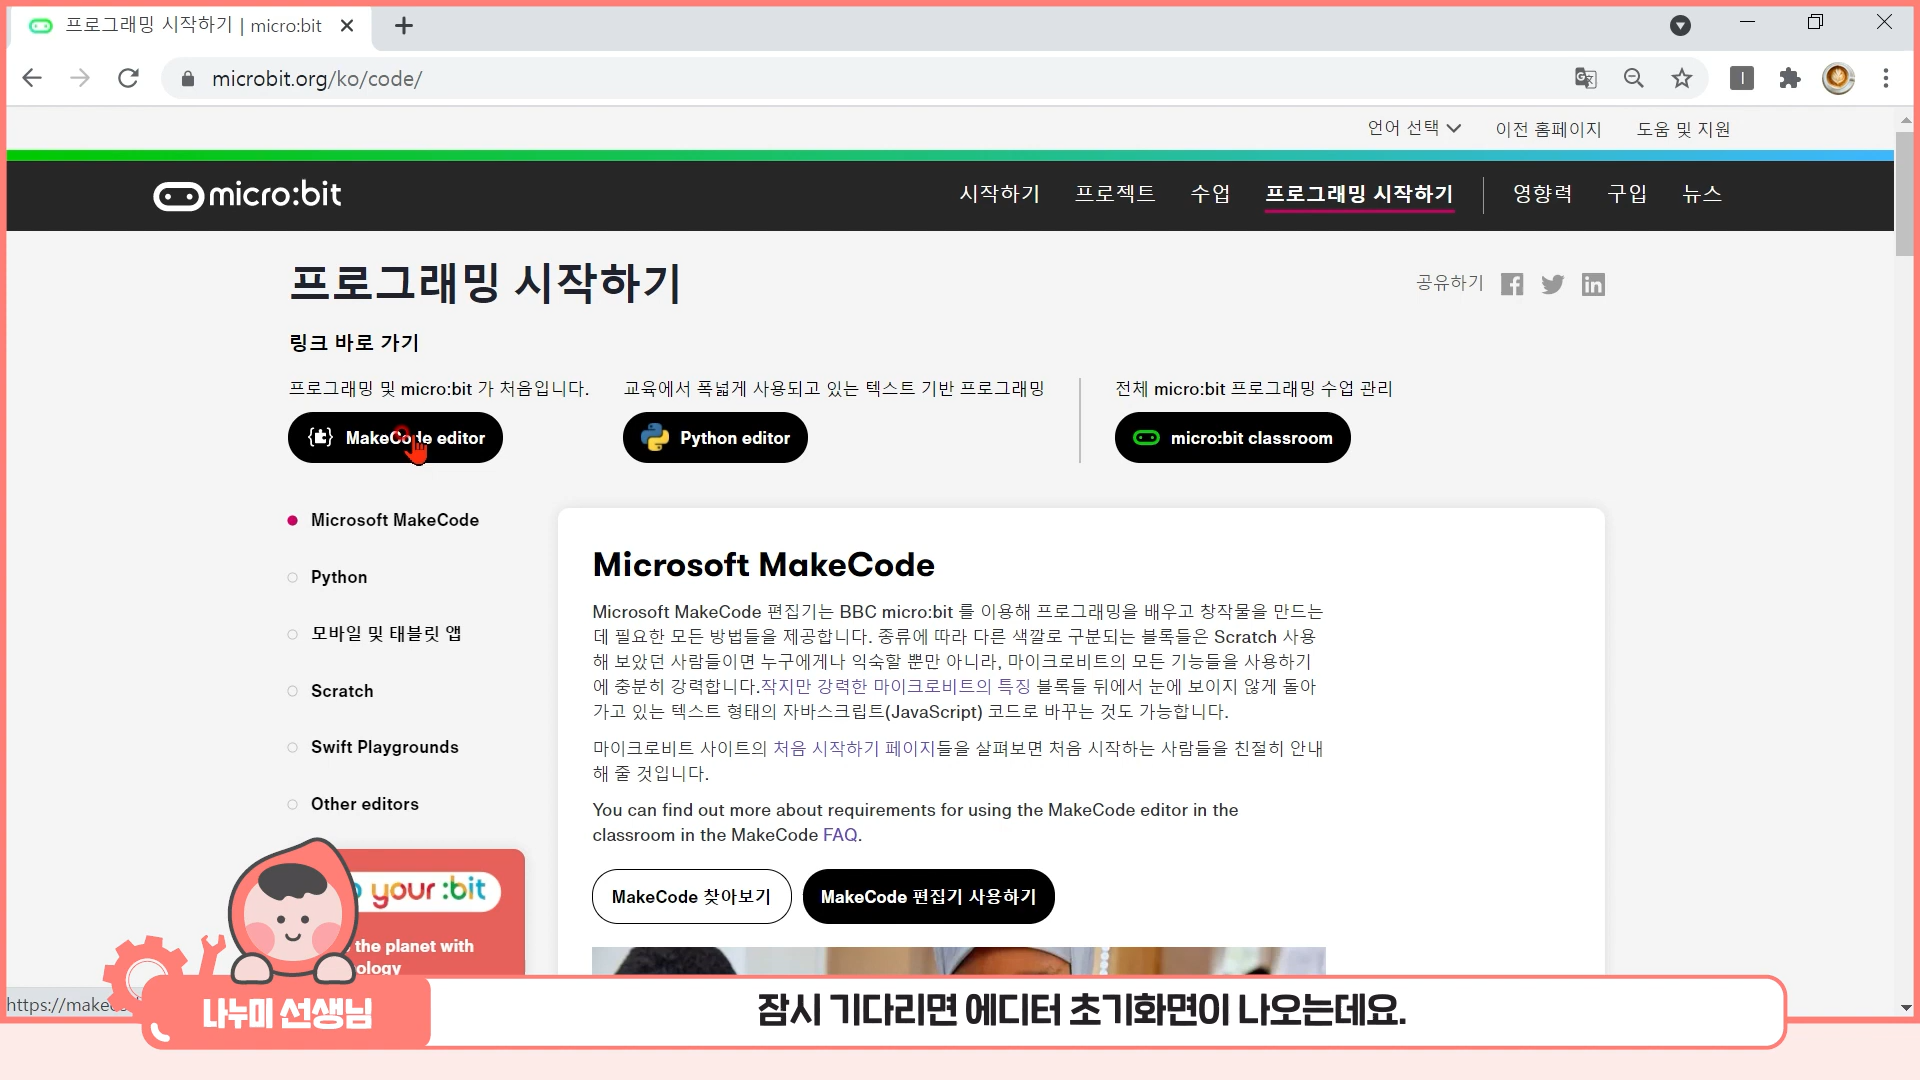 프로그래밍 시작하기 | micro:bit
microbit.org/ko/code/
언어 선택
이전 홈페이지
도움 및 지원
micro:bit
시작하기
프로젝트
수업
프로그래밍 시작하기
영향력
구입
뉴스
프로그래밍 시작하기
공유하기
링크 바로 가기
프로그래밍 및 micro:bit 가 처음입니다.
교육에서 폭넓게 사용되고 있는 텍스트 기반 프로그래밍
전체 micro:bit 프로그래밍 수업 관리
MakeCode editor
Python editor
micro:bit classroom
Microsoft MakeCode
Python
모바일 및 태블릿 앱
Scratch
Swift Playgrounds
Other editors
Microsoft MakeCode
Microsoft MakeCode 편집기는 BBC micro:bit 를 이용해 프로그래밍을 배우고 창작물을 만드는
데 필요한 모든 방법들을 제공합니다. 종류에 따라 다른 색깔로 구분되는 블록들은 Scratch 사용
해 보았던 사람들이면 누구에게나 익숙할 뿐만 아니라, 마이크로비트의 모든 기능들을 사용하기
에 충분히 강력합니다.작지만 강력한 마이크로비트의 특징 블록들 뒤에서 눈에 보이지 않게 돌아
가고 있는 텍스트 형태의 자바스크립트(JavaScript) 코드로 바꾸는 것도 가능합니다.
마이크로비트 사이트의 처음 시작하기 페이지들을 살펴보면 처음 시작하는 사람들을 친절히 안내
해 줄 것입니다.
You can find out more about requirements for using the MakeCode editor in the
classroom in the MakeCode FAQ.
MakeCode 찾아보기
MakeCode 편집기 사용하기
your :bit
the planet with
ology
https://makec
나누미 선생님
잠시 기다리면 에디터 초기화면이 나오는데요.